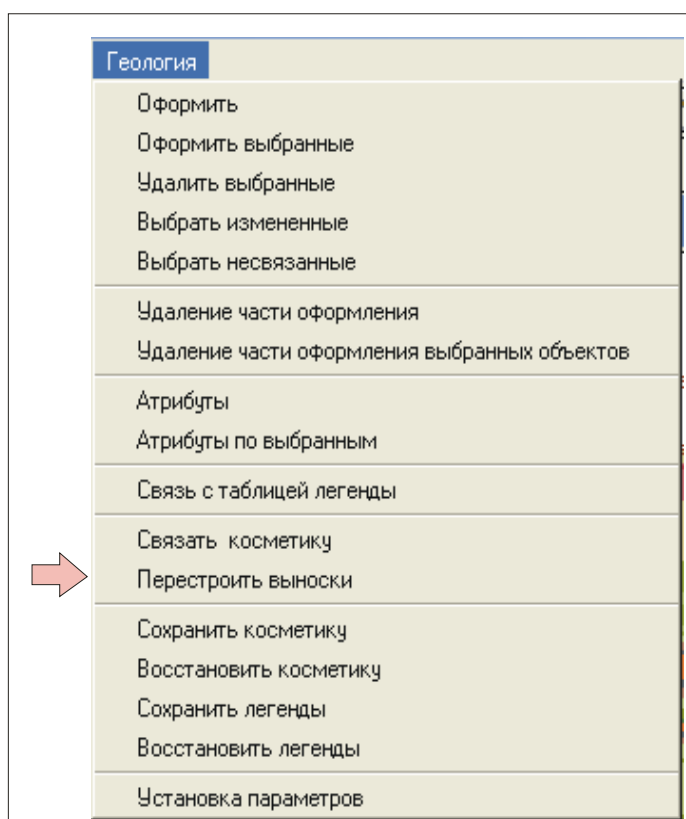 Геология
Оформить
Оформить выбранные
Удалить выбранные
Выбрать измененные
Выбрать несвязанные
Удаление части оформления
Удаление части оформления выбранных объектов
Атрибуты
Атрибуты по выбранным
Связь с таблицей легенды
Связать косметику
Перестроить выноски
Сохранить косметику
Восстановить косметику
Сохранить легенды
Восстановить легенды
Установка параметров